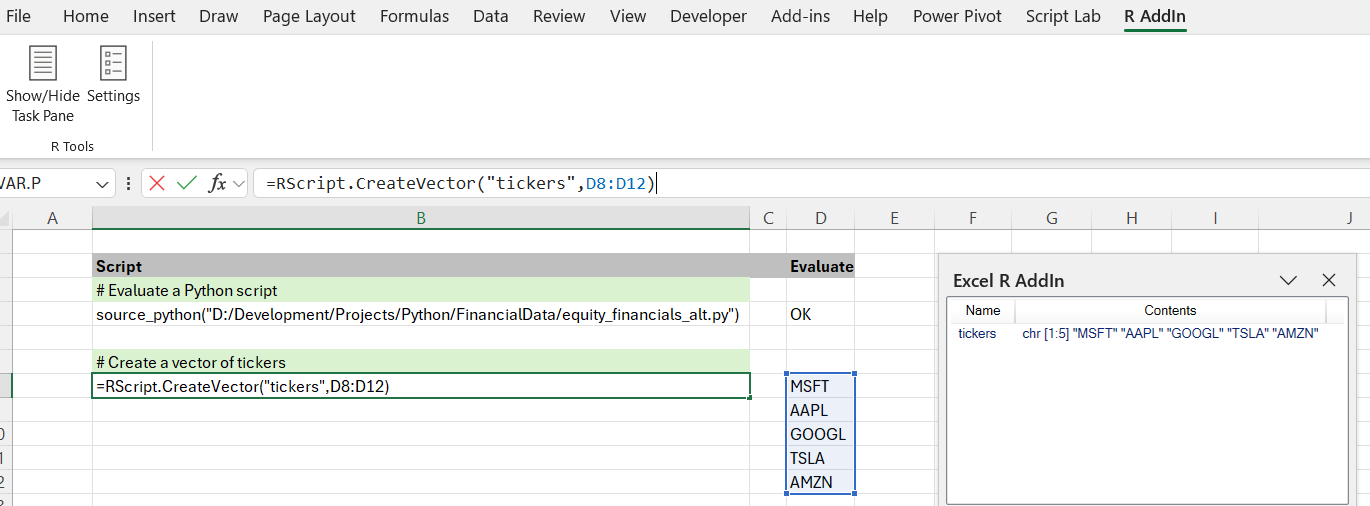 File Home Insert Draw Page Layout Formulas Data Review View Developer Add-ins Help Power Pivot Script Lab R AddIn
Show/Hide Task Pane
Settings
R Tools
VAR.P fx =RScript.CreateVector("tickers",D8:D12)
A B C D E F G H I J
Script Evaluate
# Evaluate a Python script
source_python("D:/Development/Projects/Python/FinancialData/equity_financials_alt.py") OK
# Create a vector of tickers
=RScript.CreateVector("tickers",D8:D12) MSFT
AAPL
GOOGL
TSLA
AMZN
Excel R AddIn
Name Contents
tickers chr [1:5] "MSFT" "AAPL" "GOOGL" "TSLA" "AMZN"